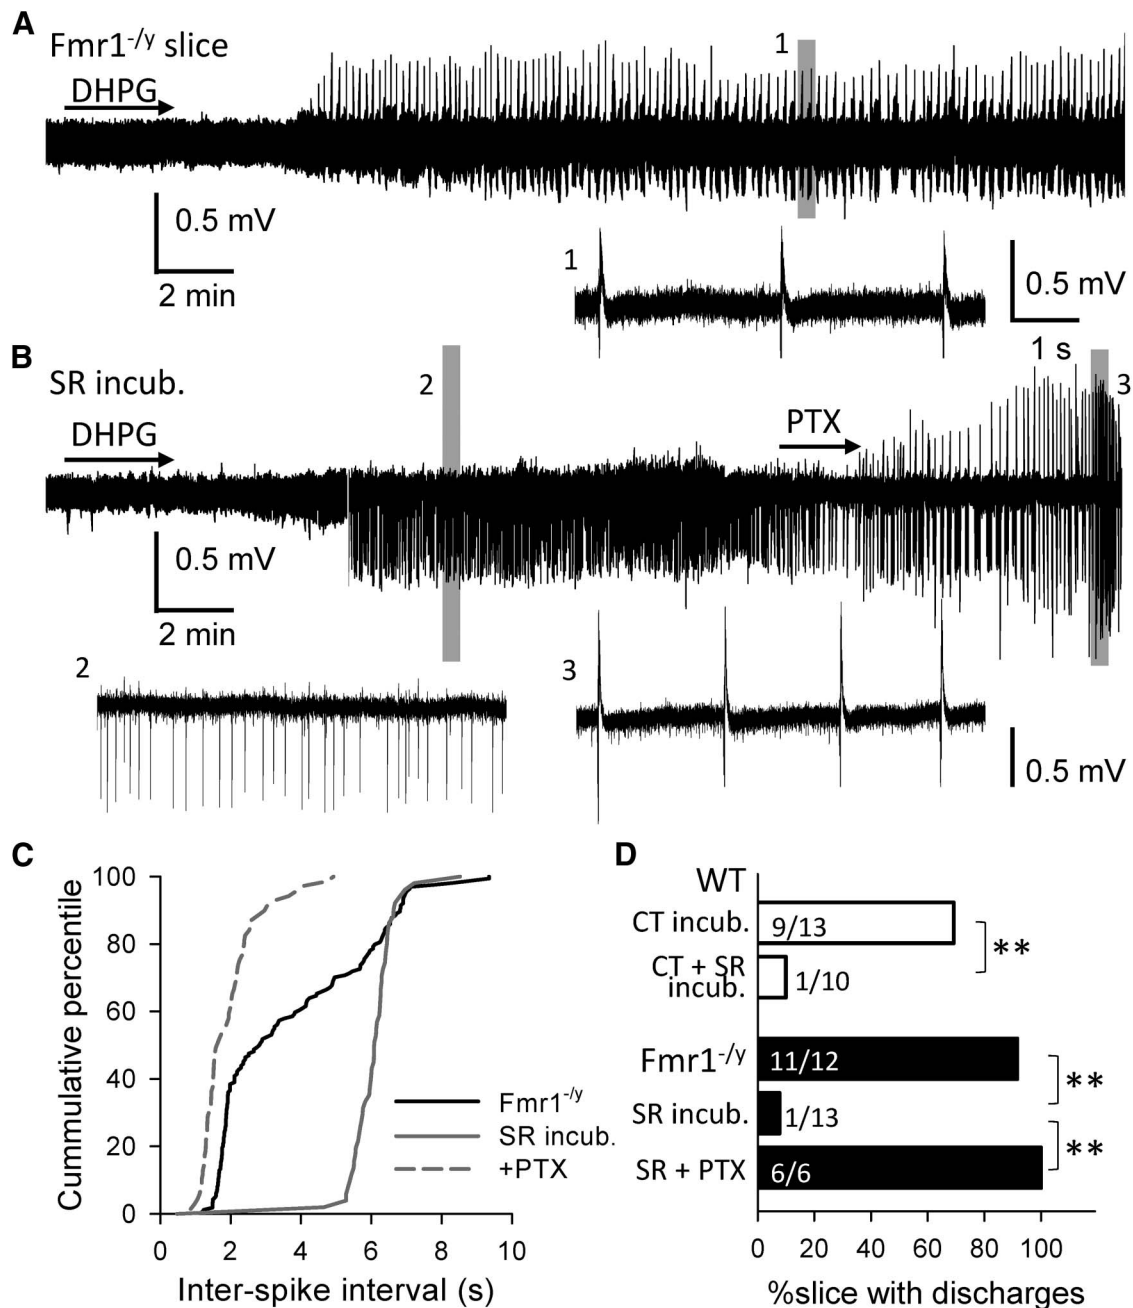 A
Fmr1-/y slice
DHPG
1
0.5 mV
2 min
1
0.5 mV
1 s
B
SR incub.
DHPG
2
PTX
3
0.5 mV
2 min
2
3
0.5 mV
C
Cummulative percentile
100
80
60
40
20
0
0 2 4 6 8 10
Inter-spike interval (s)
Fmr1-/y
SR incub.
+PTX
D
WT
CT incub.
9/13
**
CT + SR
incub.
1/10
Fmr1-/y
11/12
**
SR incub.
1/13
**
SR + PTX
6/6
0 20 40 60 80 100
%slice with discharges